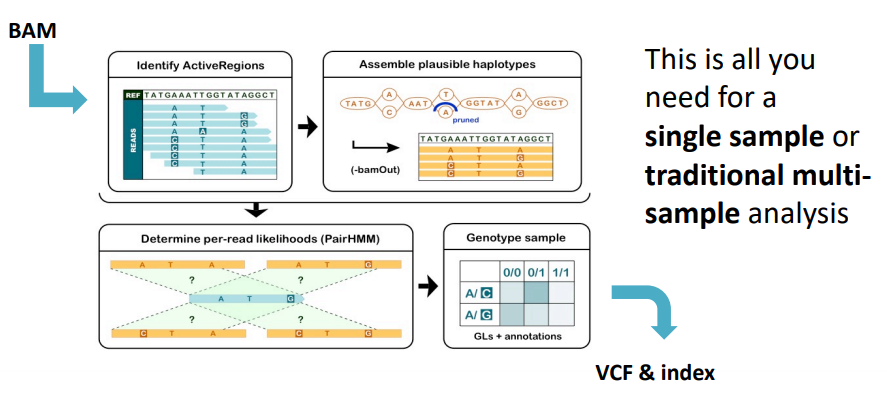 BAM
Identify ActiveRegions
REF TATGAAATTGGTATAGGCT
READS
A T
A T G
A T G
A A A
C T A
C T A
C T A
C T A
T A
Assemble plausible haplotypes
TATG A C AAT T A GGTAT A G GGCT
pruned
(-bamOut)
TATGAAATTGGTATAGGCT
A T A
A T G
C T A
C T G
This is all you
need for a
single sample or
traditional multi-
sample analysis
Determine per-read likelihoods (PairHMM)
A T A A T G
? ?
A T G
? ?
C T A C T G
Genotype sample
0/0 0/1 1/1
A/ C
A/ G
GLs + annotations
VCF & index